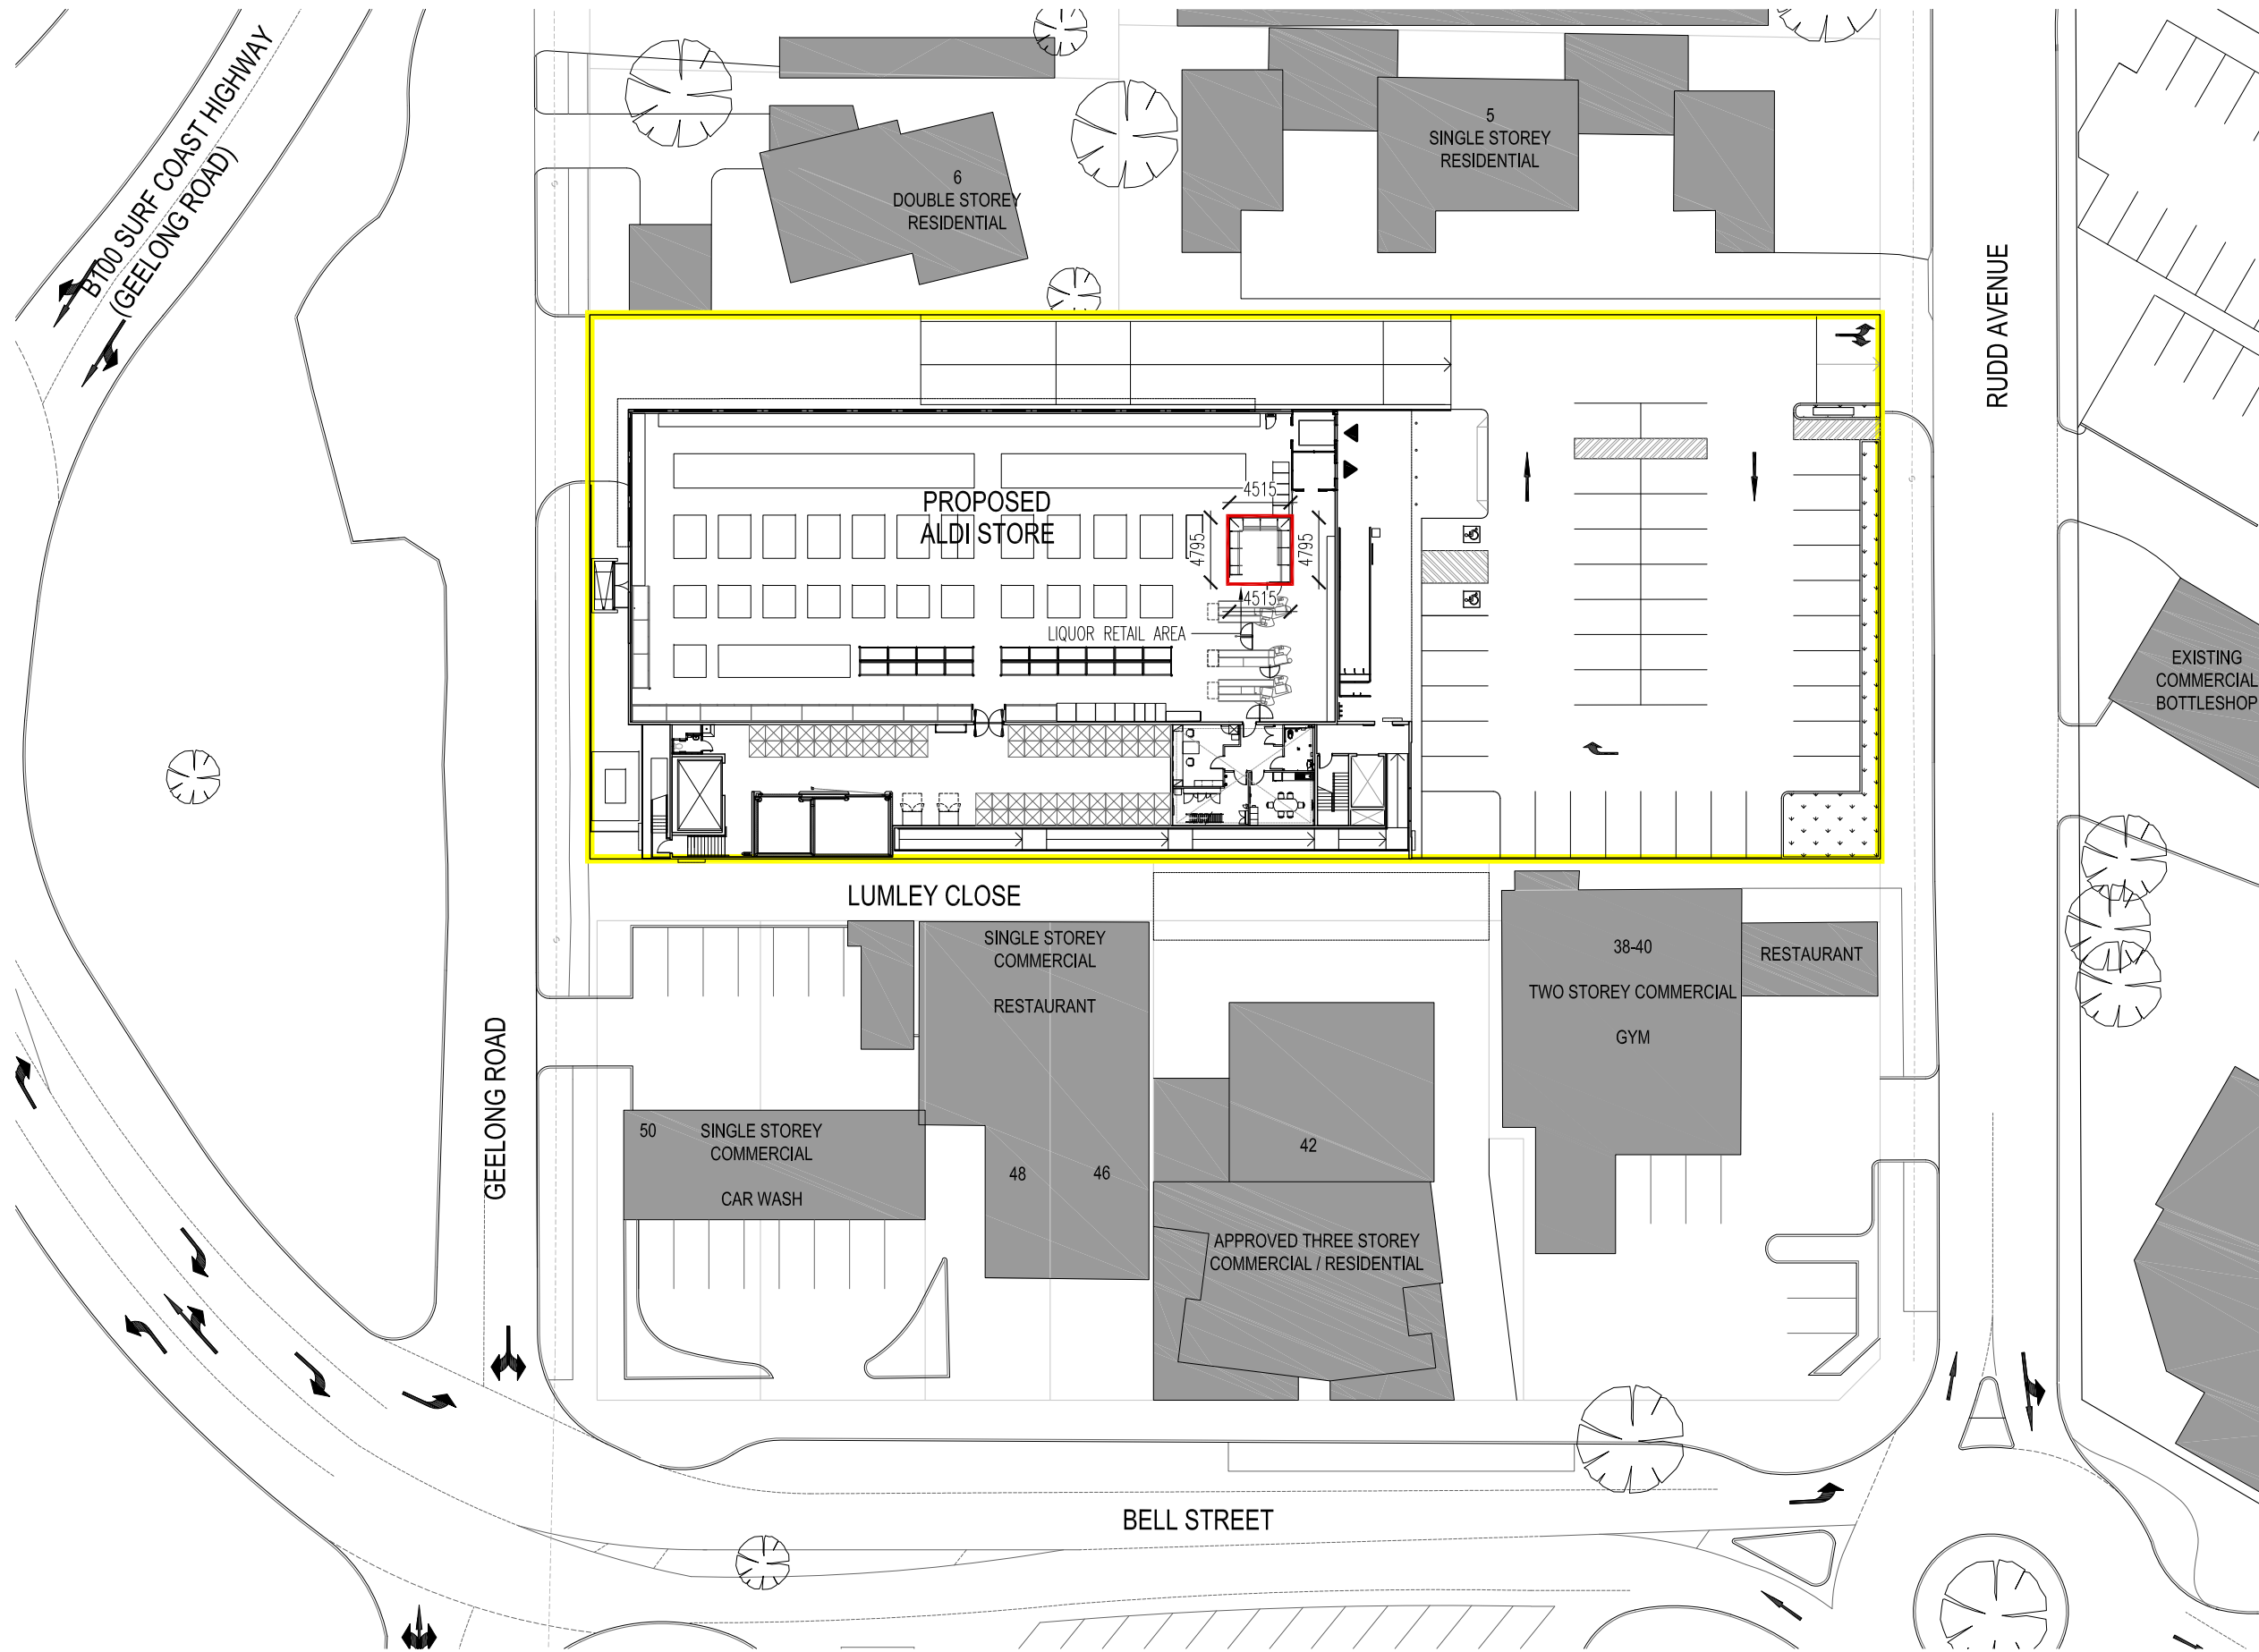 B100 SURF COAST HIGHWAY
(GEELONG ROAD)
6
DOUBLE STOREY
RESIDENTIAL
5
SINGLE STOREY
RESIDENTIAL
RUDD AVENUE
PROPOSED
ALDI STORE
4515
4795
4795
4515
LIQUOR RETAIL AREA
EXISTING
COMMERCIAL
BOTTLESHOP
LUMLEY CLOSE
SINGLE STOREY
COMMERCIAL
RESTAURANT
48
46
38-40
TWO STOREY COMMERCIAL
GYM
RESTAURANT
GEELONG ROAD
50
SINGLE STOREY
COMMERCIAL
CAR WASH
42
APPROVED THREE STOREY
COMMERCIAL / RESIDENTIAL
BELL STREET